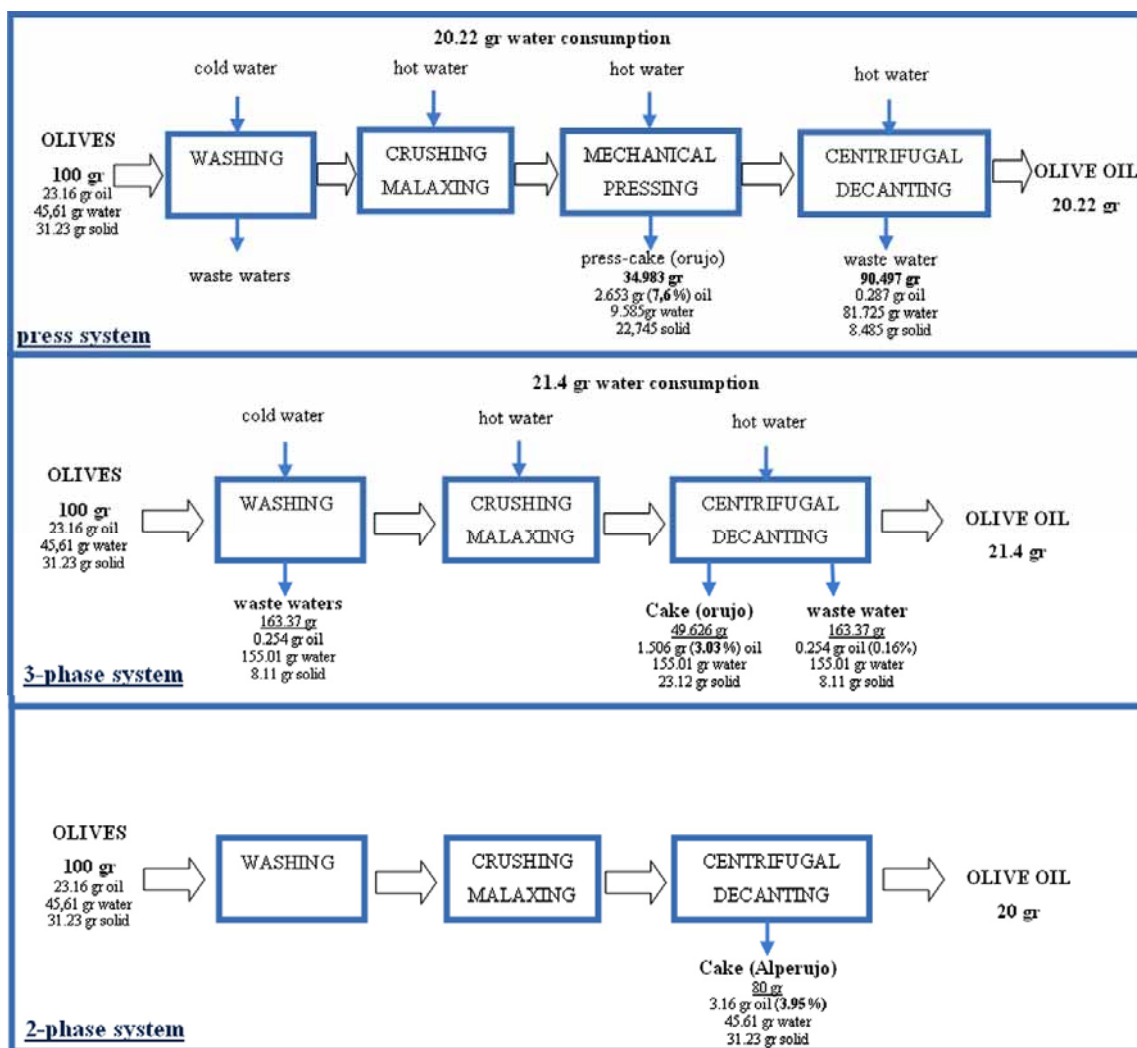 20.22 gr water consumption
cold water
hot water
hot water
hot water
OLIVES
100 gr
23.16 gr oil
45,61 gr water
31.23 gr solid
WASHING
CRUSHING
MALAXING
MECHANICAL
PRESSING
CENTRIFUGAL
DECANTING
OLIVE OIL
20.22 gr
waste waters
press-cake (orujo)
34.983 gr
2.653 gr (7,6%) oil
9.585gr water
22,745 solid
waste water
90.497 gr
0.287 gr oil
81.725 gr water
8.485 gr solid
press system
21.4 gr water consumption
cold water
hot water
hot water
OLIVES
100 gr
23.16 gr oil
45,61 gr water
31.23 gr solid
WASHING
CRUSHING
MALAXING
CENTRIFUGAL
DECANTING
OLIVE OIL
21.4 gr
waste waters
163.37 gr
0.254 gr oil
155.01 gr water
8.11 gr solid
Cake (orujo)
49.626 gr
1.506 gr (3.03%) oil
155.01 gr water
23.12 gr solid
waste water
163.37 gr
0.254 gr oil (0.16%)
155.01 gr water
8.11 gr solid
3-phase system
OLIVES
100 gr
23.16 gr oil
45,61 gr water
31.23 gr solid
WASHING
CRUSHING
MALAXING
CENTRIFUGAL
DECANTING
OLIVE OIL
20 gr
Cake (Alperujo)
80 gr
3.16 gr oil (3.95%)
45.61 gr water
31.23 gr solid
2-phase system